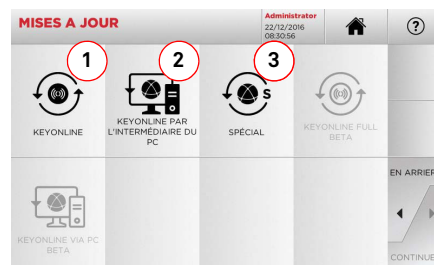 MISES A JOUR
Administrator
22/12/2016
08:30:56
?
1
2
3
S
KEYONLINE
KEYONLINE PAR
L'INTERMÉDIAIRE DU
PC
SPÉCIAL
KEYONLINE FULL
BETA
EN ARRIER
KEYONLINE VIA PC
BETA
CONTINUE